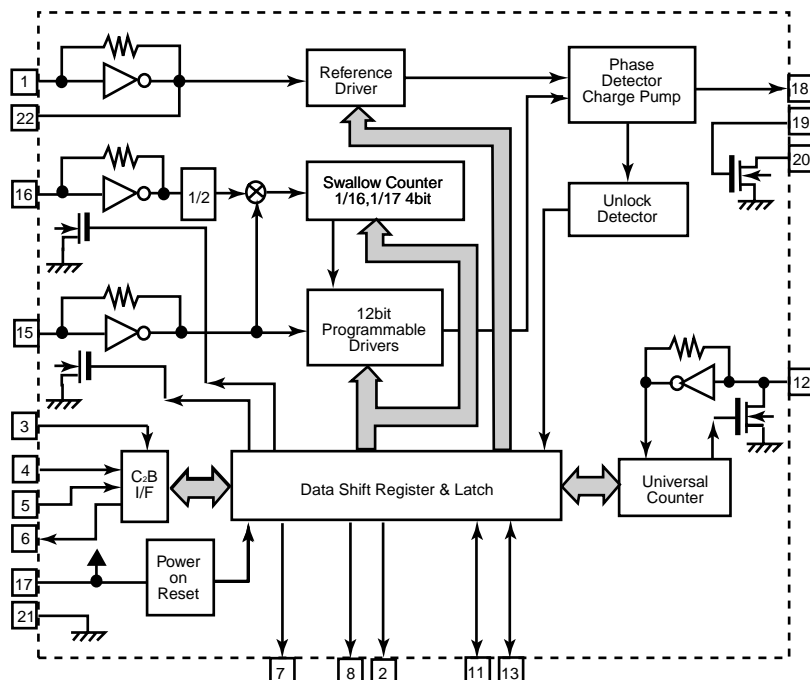 1
22
16
15
3
4
5
6
17
21
Reference
Driver
Phase
Detector
Charge Pump
18
19
20
1/2
Swallow Counter
1/16,1/17 4bit
Unlock
Detector
12bit
Programmable
Drivers
12
C2B
I/F
Data Shift Register & Latch
Universal
Counter
Power
on
Reset
7
8
2
11
13